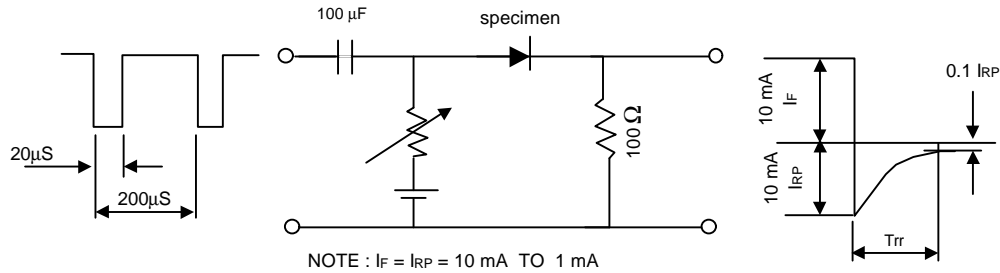 100 µF
specimen
20µS
200µS
100 Ω
10 mA
IF
10 mA
IRP
0.1 IRP
Trr
NOTE : IF = IRP = 10 mA TO 1 mA